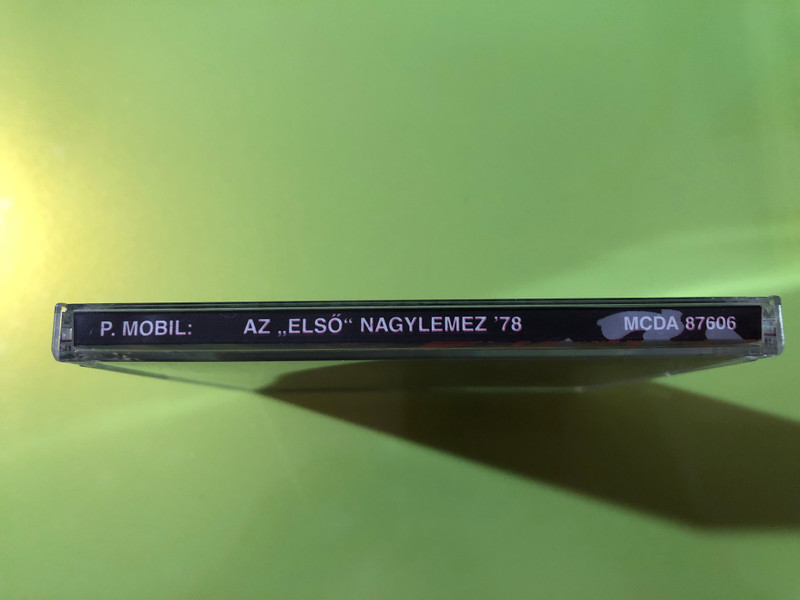 P. MOBIL: AZ „ELSŐ“ NAGYLEMEZ '78 MCDA 87606